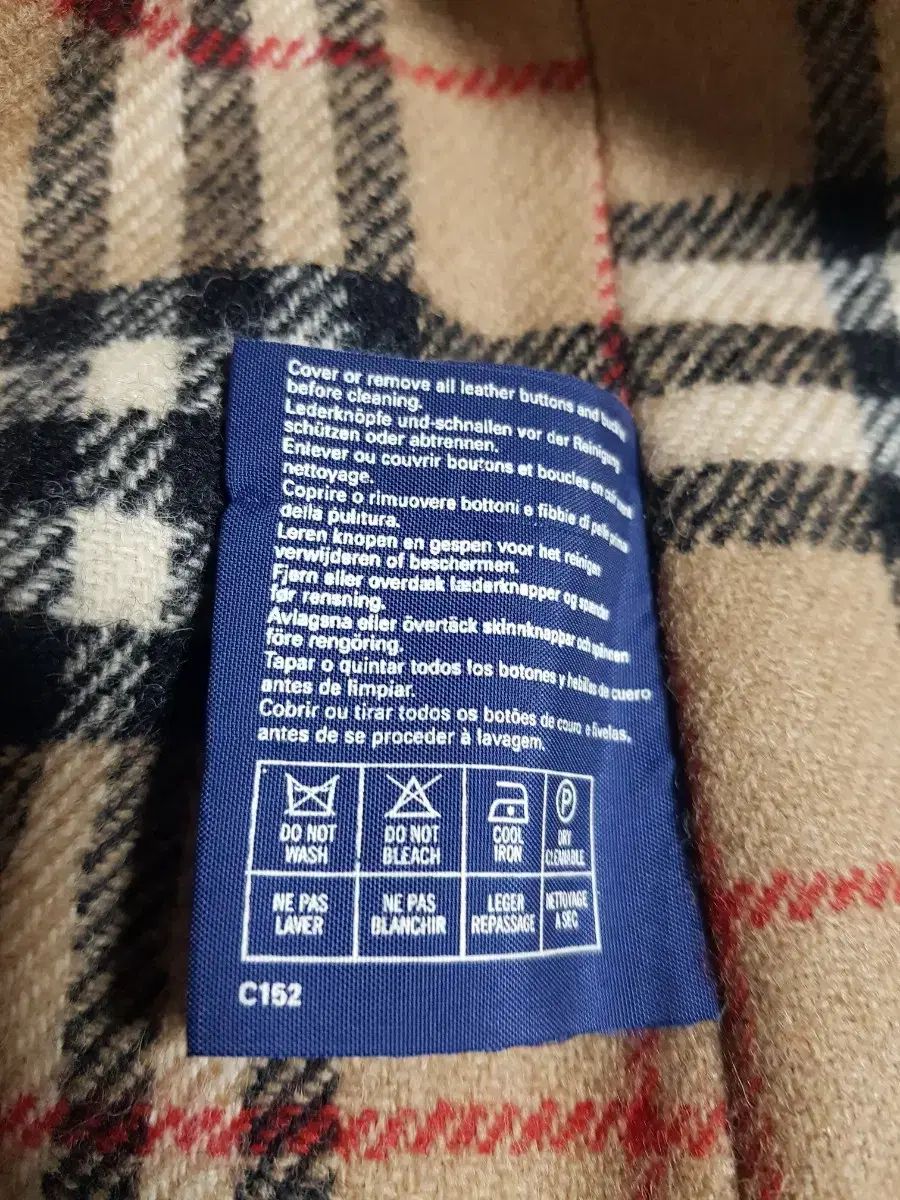 Cover or remove all leather buttons and
before cleaning.
Lederknöpfe und-schnallen vor der Reinigung
schützen oder abtrennen.
Enlever ou couvrir boutons et boucles en
nettoyage.
Coprire o rimuovere bottoni e fibbie di pelle prima
della pulitura.
Leren knopen en gespen voor het reinigen
verwijderen of beschermen.
Fjern eller overdæk læderknapper og spænder
før rensning.
Avlägsna eller övertäck skinnknappar och spännen
före rengöring.
Tapar o quintar todos los botones y hebillas de cuero
antes de limpiar.
Cobrir ou tirar todos os botões de couro e fivelas,
antes de se proceder à lavagem.
P
DO NOT WASH
DO NOT BLEACH
COOL IRON
DRY CLEANABLE
NE PAS LAVER
NE PAS BLANCHIR
LEGER REPASSAGE
NETTOYAGE A SEC
C152